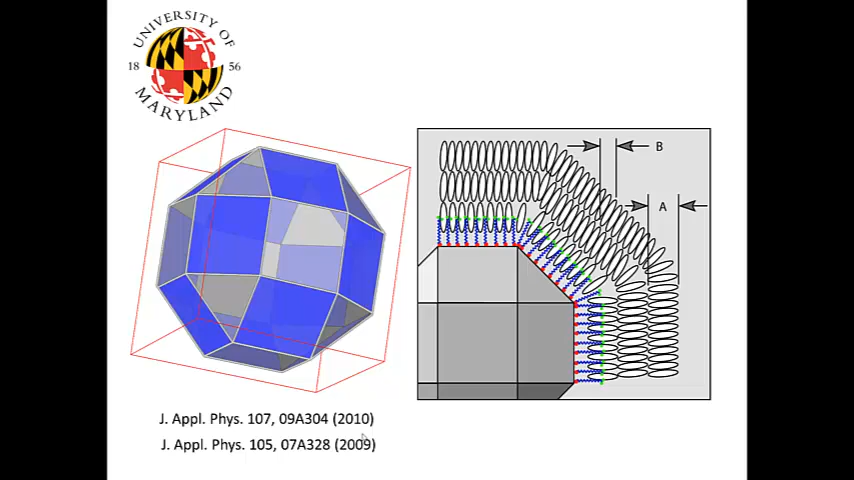 UNIVERSITY OF
18 56
MARYLAND
B
A
J. Appl. Phys. 107, 09A304 (2010)
J. Appl. Phys. 105, 07A328 (2009)